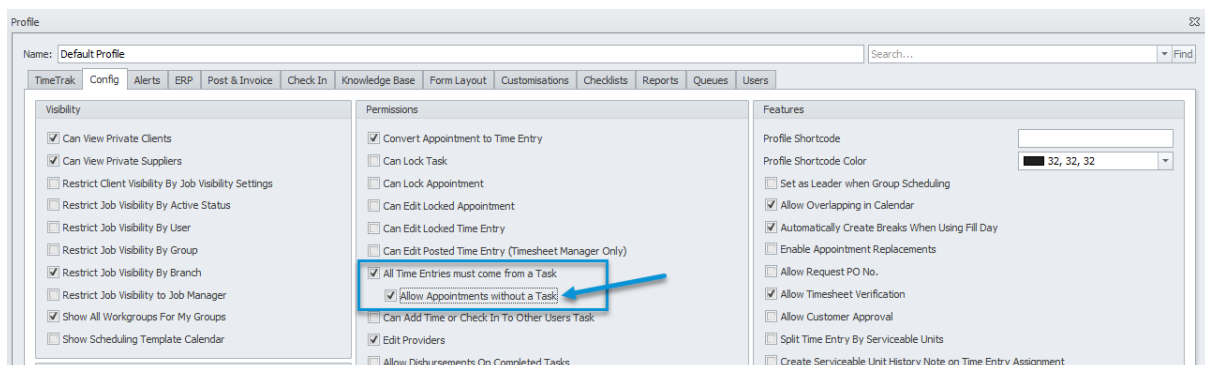 Profile
Name: Default Profile
Search...
Find
TimeTrak Config Alerts ERP Post & Invoice Check In Knowledge Base Form Layout Customisations Checklists Reports Queues Users
Visibility
Can View Private Clients
Can View Private Suppliers
Restrict Client Visibility By Job Visibility Settings
Restrict Job Visibility By Active Status
Restrict Job Visibility By User
Restrict Job Visibility By Group
Restrict Job Visibility By Branch
Restrict Job Visibility to Job Manager
Show All Workgroups For My Groups
Show Scheduling Template Calendar
Permissions
Convert Appointment to Time Entry
Can Lock Task
Can Lock Appointment
Can Edit Locked Appointment
Can Edit Locked Time Entry
Can Edit Posted Time Entry (Timesheet Manager Only)
All Time Entries must come from a Task
Allow Appointments without a Task
Can Add Time or Check In To Other Users Task
Edit Providers
Allow Disbursements On Completed Tasks
Features
Profile Shortcode
Profile Shortcode Color
32, 32, 32
Set as Leader when Group Scheduling
Allow Overlapping in Calendar
Automatically Create Breaks When Using Fill Day
Enable Appointment Replacements
Allow Request PO No.
Allow Timesheet Verification
Allow Customer Approval
Split Time Entry By Serviceable Units
Create Serviceable Unit History Note on Time Entry Assignment